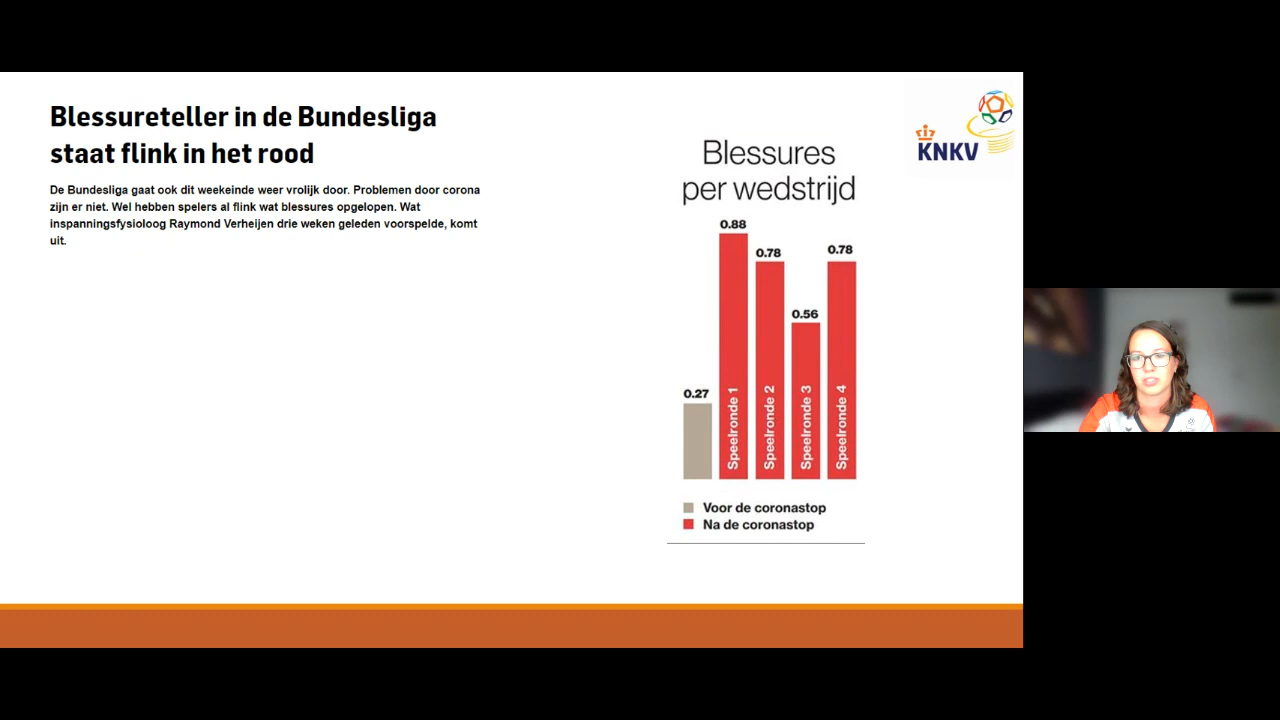 Blessureteller in de Bundesliga
staat flink in het rood
De Bundesliga gaat ook dit weekeinde weer vrolijk door. Problemen door corona
zijn er niet. Wel hebben spelers al flink wat blessures opgelopen. Wat
inspanningsfysioloog Raymond Verheijen drie weken geleden voorspelde, komt
uit.
KNKV
Blessures
per wedstrijd
0.27
0.88
0.78
0.56
0.78
Speelronde 1
Speelronde 2
Speelronde 3
Speelronde 4
Voor de coronastop
Na de coronastop